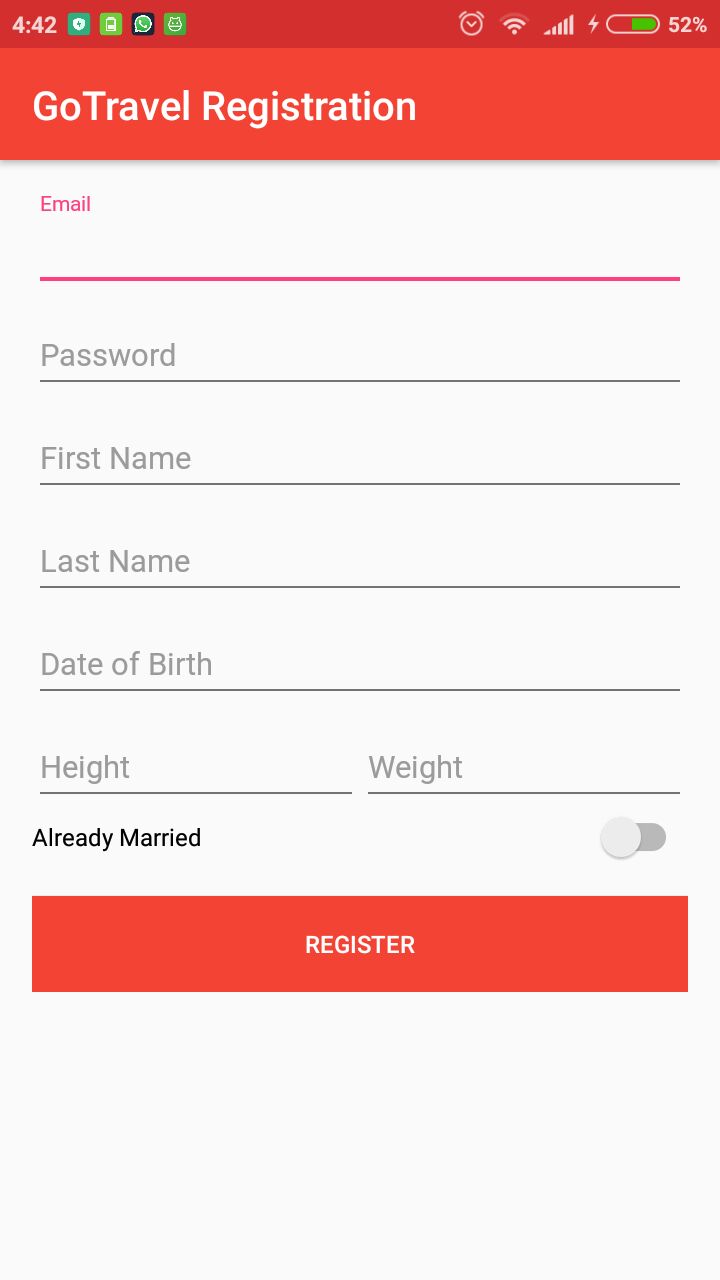 4:42 52%
GoTravel Registration
Email
Password
First Name
Last Name
Date of Birth
Height Weight
Already Married
REGISTER